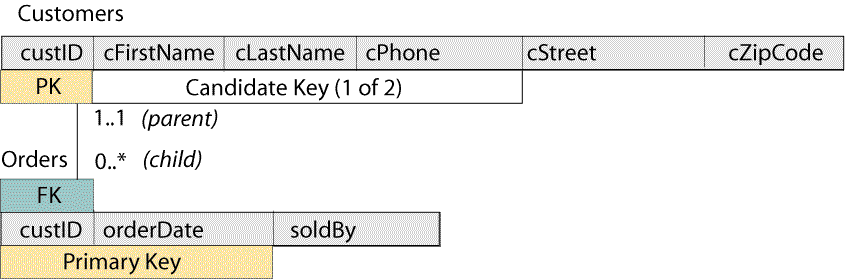 Customers
custID cFirstName cLastName cPhone cStreet cZipCode
PK Candidate Key (1 of 2)
1..1 (parent)
Orders 0..* (child)
FK
custID orderDate soldBy
Primary Key